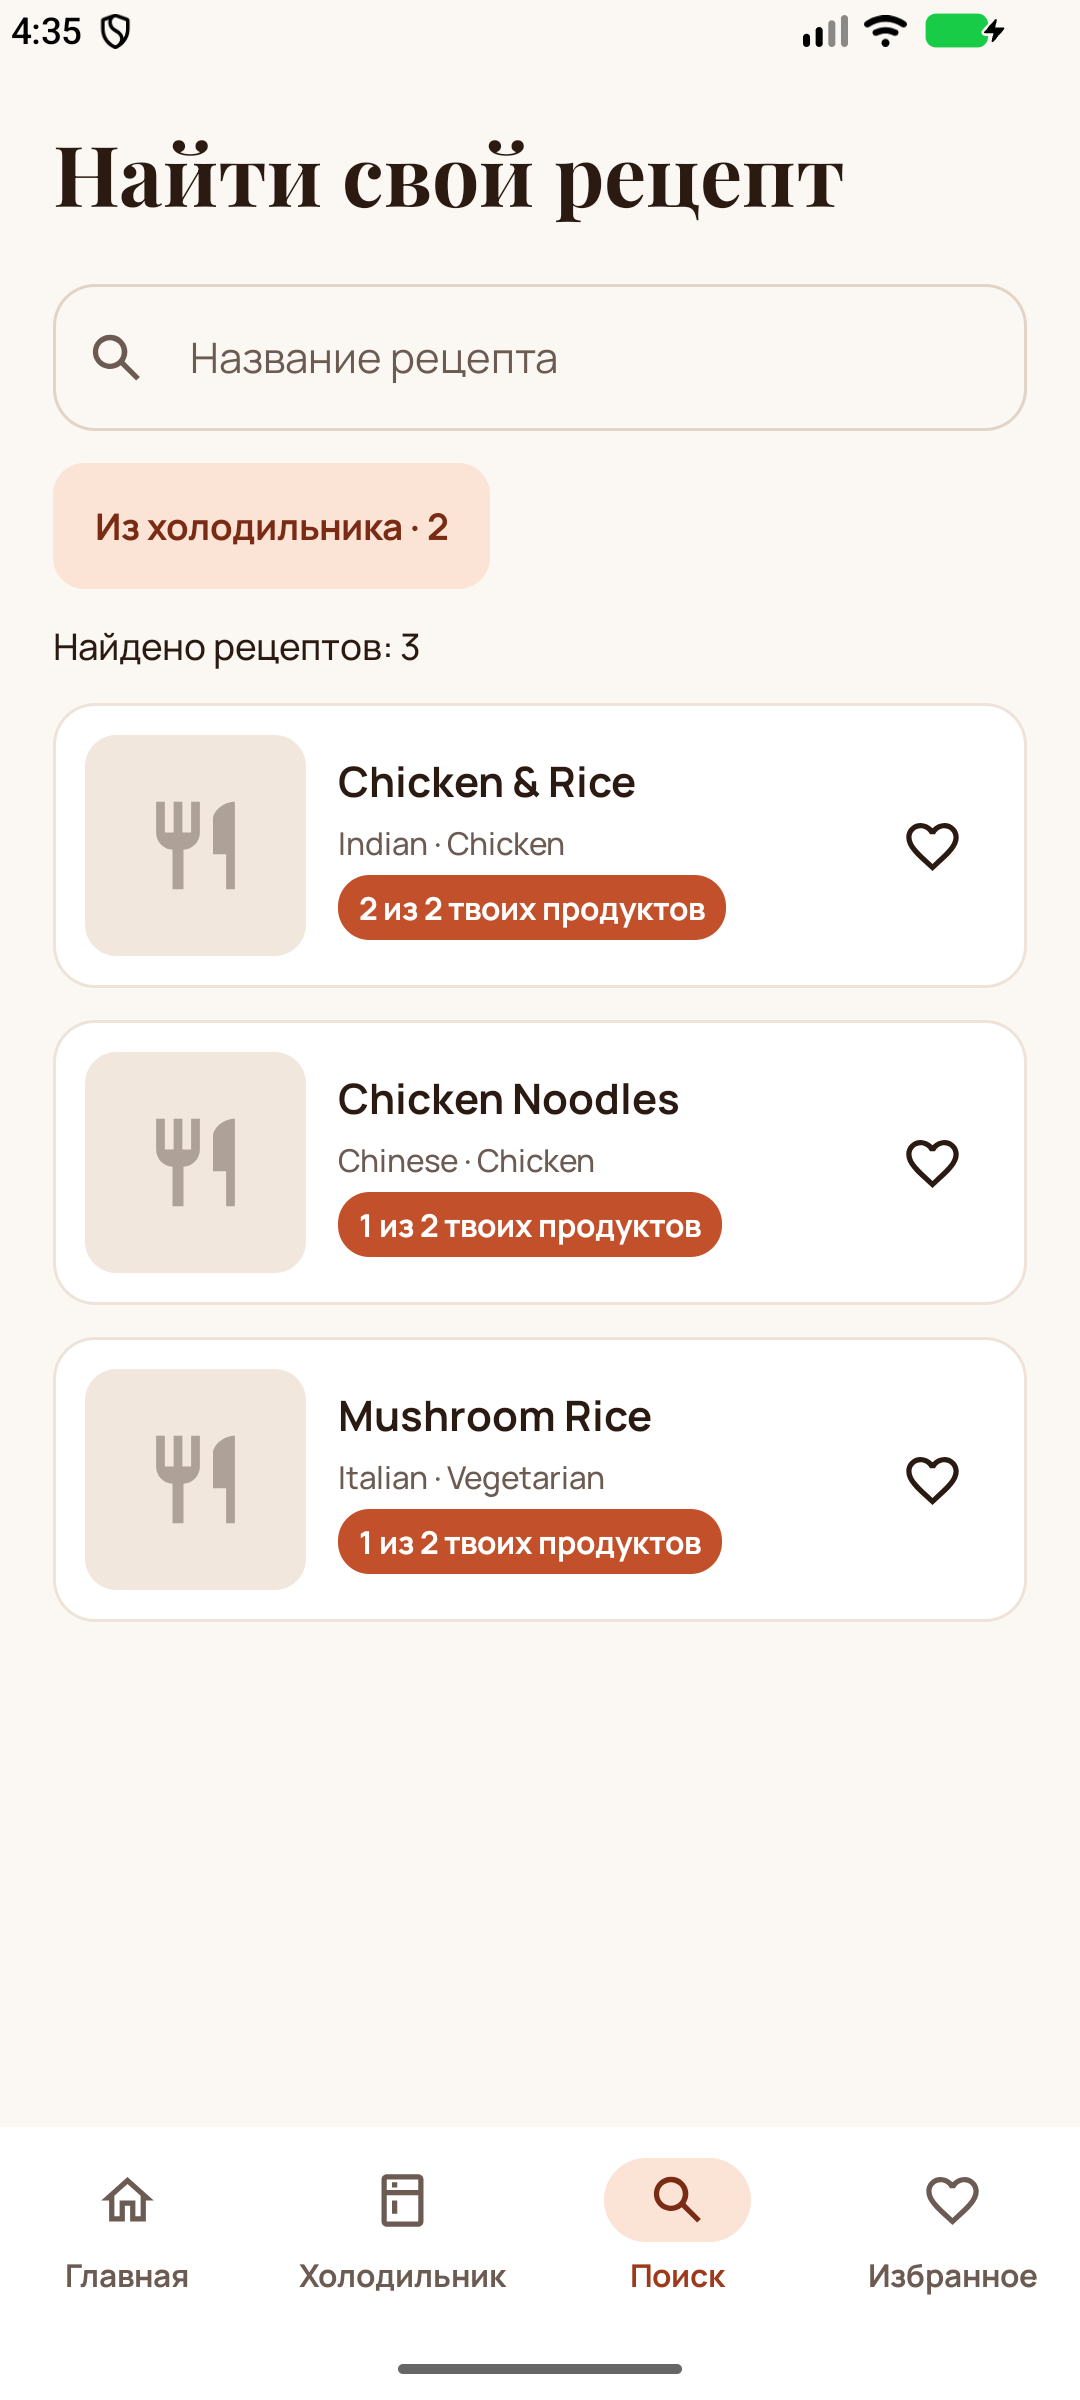 4:35
Найти свой рецепт
Название рецепта
Из холодильника · 2
Найдено рецептов: 3
Chicken & Rice
Indian · Chicken
2 из 2 твоих продуктов
Chicken Noodles
Chinese · Chicken
1 из 2 твоих продуктов
Mushroom Rice
Italian · Vegetarian
1 из 2 твоих продуктов
Главная
Холодильник
Поиск
Избранное